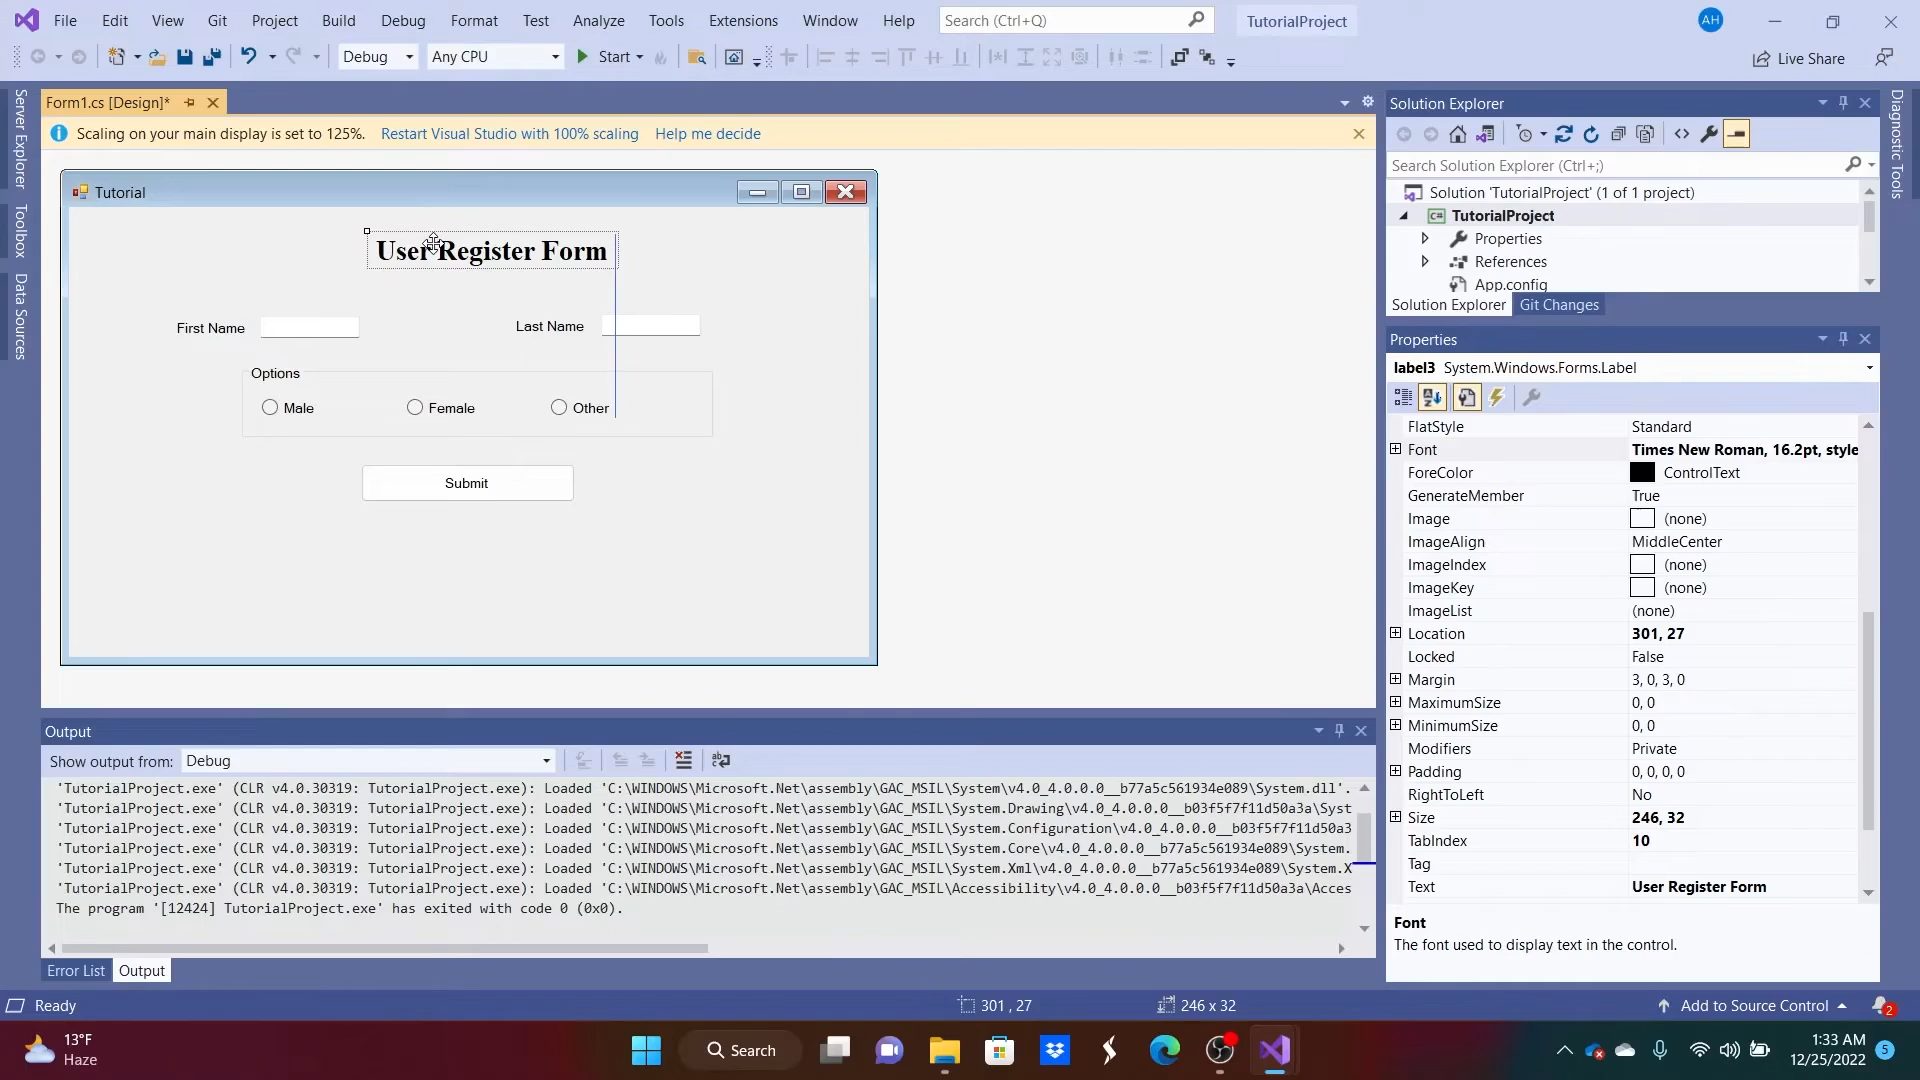 File Edit View Git Project Build Debug Format Test Analyze Tools Extensions Window Help Search (Ctrl+Q) TutorialProject AH
Debug Any CPU Start Live Share
Server Explorer
Toolbox
Data Sources
Form1.cs [Design]*
Scaling on your main display is set to 125%. Restart Visual Studio with 100% scaling Help me decide
Tutorial
User Register Form
First Name Last Name
Options
Male Female Other
Submit
Output
Show output from: Debug
'TutorialProject.exe' (CLR v4.0.30319: TutorialProject.exe): Loaded 'C:\WINDOWS\Microsoft.Net\assembly\GAC_MSIL\System\v4.0_4.0.0.0__b77a5c561934e089\System.dll'.
'TutorialProject.exe' (CLR v4.0.30319: TutorialProject.exe): Loaded 'C:\WINDOWS\Microsoft.Net\assembly\GAC_MSIL\System.Drawing\v4.0_4.0.0.0__b03f5f7f11d50a3a\Syst
'TutorialProject.exe' (CLR v4.0.30319: TutorialProject.exe): Loaded 'C:\WINDOWS\Microsoft.Net\assembly\GAC_MSIL\System.Configuration\v4.0_4.0.0.0__b03f5f7f11d50a3
'TutorialProject.exe' (CLR v4.0.30319: TutorialProject.exe): Loaded 'C:\WINDOWS\Microsoft.Net\assembly\GAC_MSIL\System.Core\v4.0_4.0.0.0__b77a5c561934e089\System.
'TutorialProject.exe' (CLR v4.0.30319: TutorialProject.exe): Loaded 'C:\WINDOWS\Microsoft.Net\assembly\GAC_MSIL\System.Xml\v4.0_4.0.0.0__b77a5c561934e089\System.X
'TutorialProject.exe' (CLR v4.0.30319: TutorialProject.exe): Loaded 'C:\WINDOWS\Microsoft.Net\assembly\GAC_MSIL\Accessibility\v4.0_4.0.0.0__b03f5f7f11d50a3a\Acces
The program '[12424] TutorialProject.exe' has exited with code 0 (0x0).
Error List Output
Solution Explorer
Search Solution Explorer (Ctrl+;)
Solution 'TutorialProject' (1 of 1 project)
C# TutorialProject
Properties
References
App.config
Solution Explorer Git Changes
Diagnostic Tools
Properties
label3 System.Windows.Forms.Label
FlatStyle Standard
Font Times New Roman, 16.2pt, style
ForeColor ControlText
GenerateMember True
Image (none)
ImageAlign MiddleCenter
ImageIndex (none)
ImageKey (none)
ImageList (none)
Location 301, 27
Locked False
Margin 3, 0, 3, 0
MaximumSize 0, 0
MinimumSize 0, 0
Modifiers Private
Padding 0, 0, 0, 0
RightToLeft No
Size 246, 32
TabIndex 10
Tag
Text User Register Form
Font
The font used to display text in the control.
Ready 301 , 27 246 x 32 Add to Source Control 2
13°F
Haze
Search
1:33 AM
12/25/2022
5